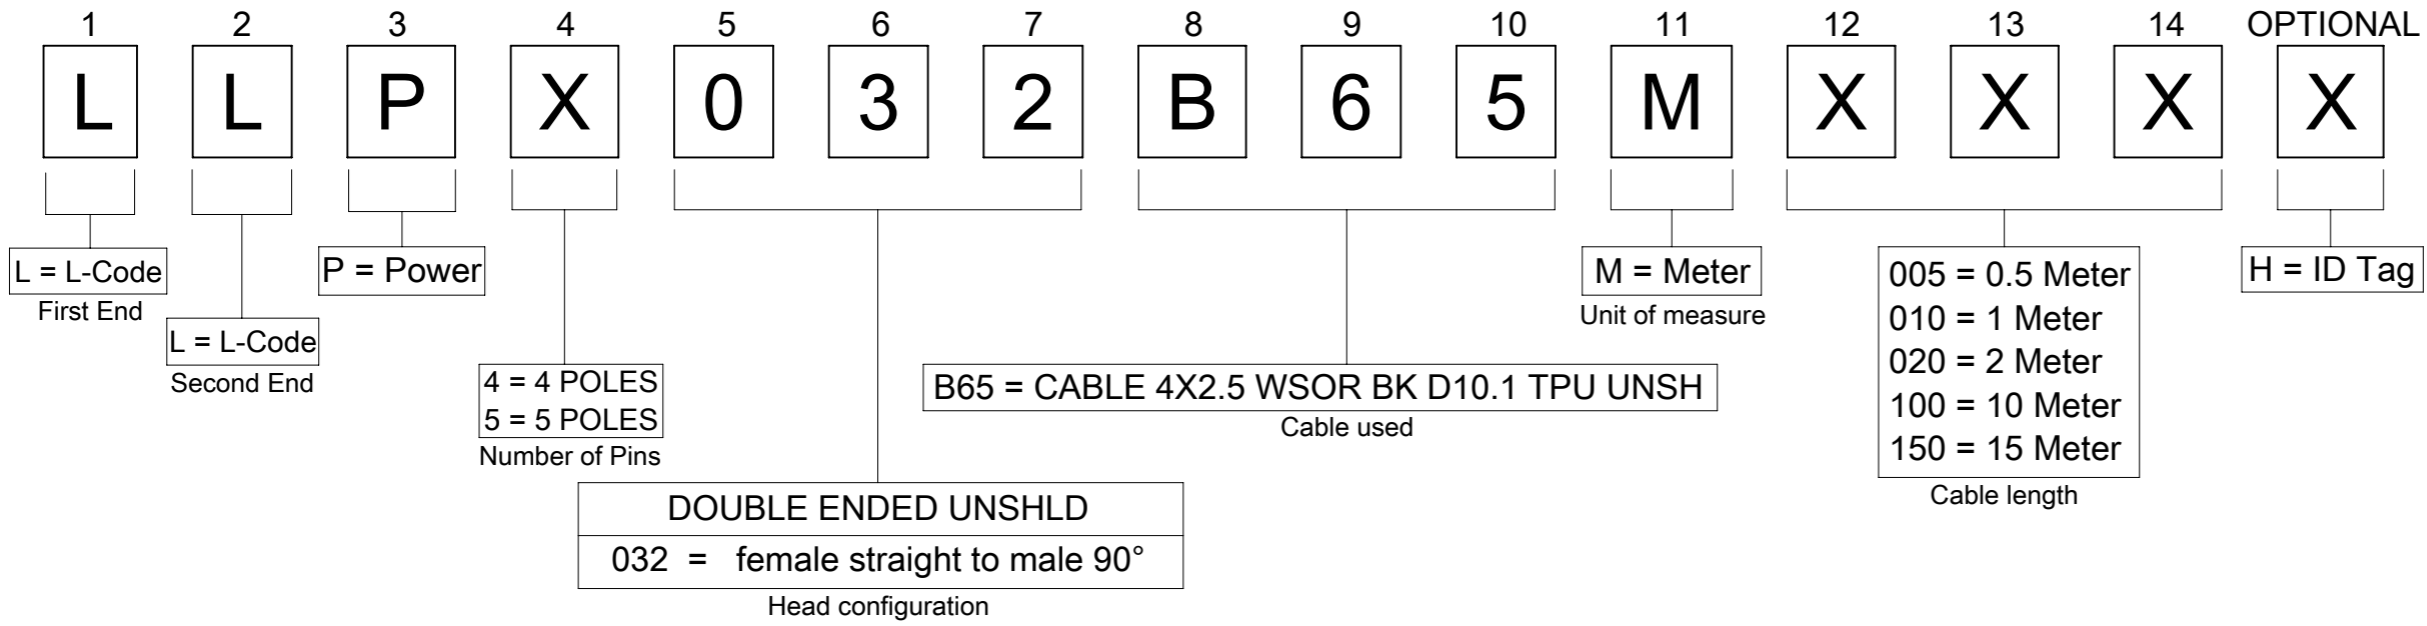 1 2 3 4 5 6 7 8 9 10 11 12 13 14 OPTIONAL
L L P X 0 3 2 B 6 5 M X X X X
L = L-Code
First End
L = L-Code
Second End
P = Power
4 = 4 POLES
5 = 5 POLES
Number of Pins
DOUBLE ENDED UNSHLD
032 = female straight to male 90°
Head configuration
B65 = CABLE 4X2.5 WSOR BK D10.1 TPU UNSH
Cable used
M = Meter
Unit of measure
005 = 0.5 Meter
010 = 1 Meter
020 = 2 Meter
100 = 10 Meter
150 = 15 Meter
Cable length
H = ID Tag